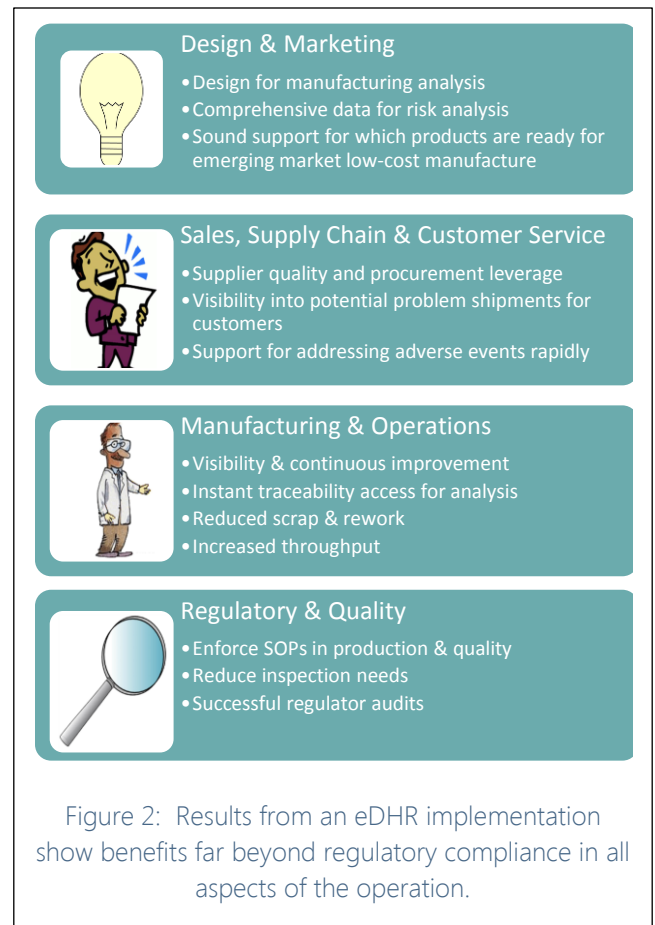 Design & Marketing
•Design for manufacturing analysis
•Comprehensive data for risk analysis
•Sound support for which products are ready for
emerging market low-cost manufacture
Sales, Supply Chain & Customer Service
•Supplier quality and procurement leverage
•Visibility into potential problem shipments for
customers
•Support for addressing adverse events rapidly
Manufacturing & Operations
•Visibility & continuous improvement
•Instant traceability access for analysis
•Reduced scrap & rework
•Increased throughput
Regulatory & Quality
•Enforce SOPs in production & quality
•Reduce inspection needs
•Successful regulator audits
Figure 2:  Results from an eDHR implementation
show benefits far beyond regulatory compliance in all
aspects of the operation.